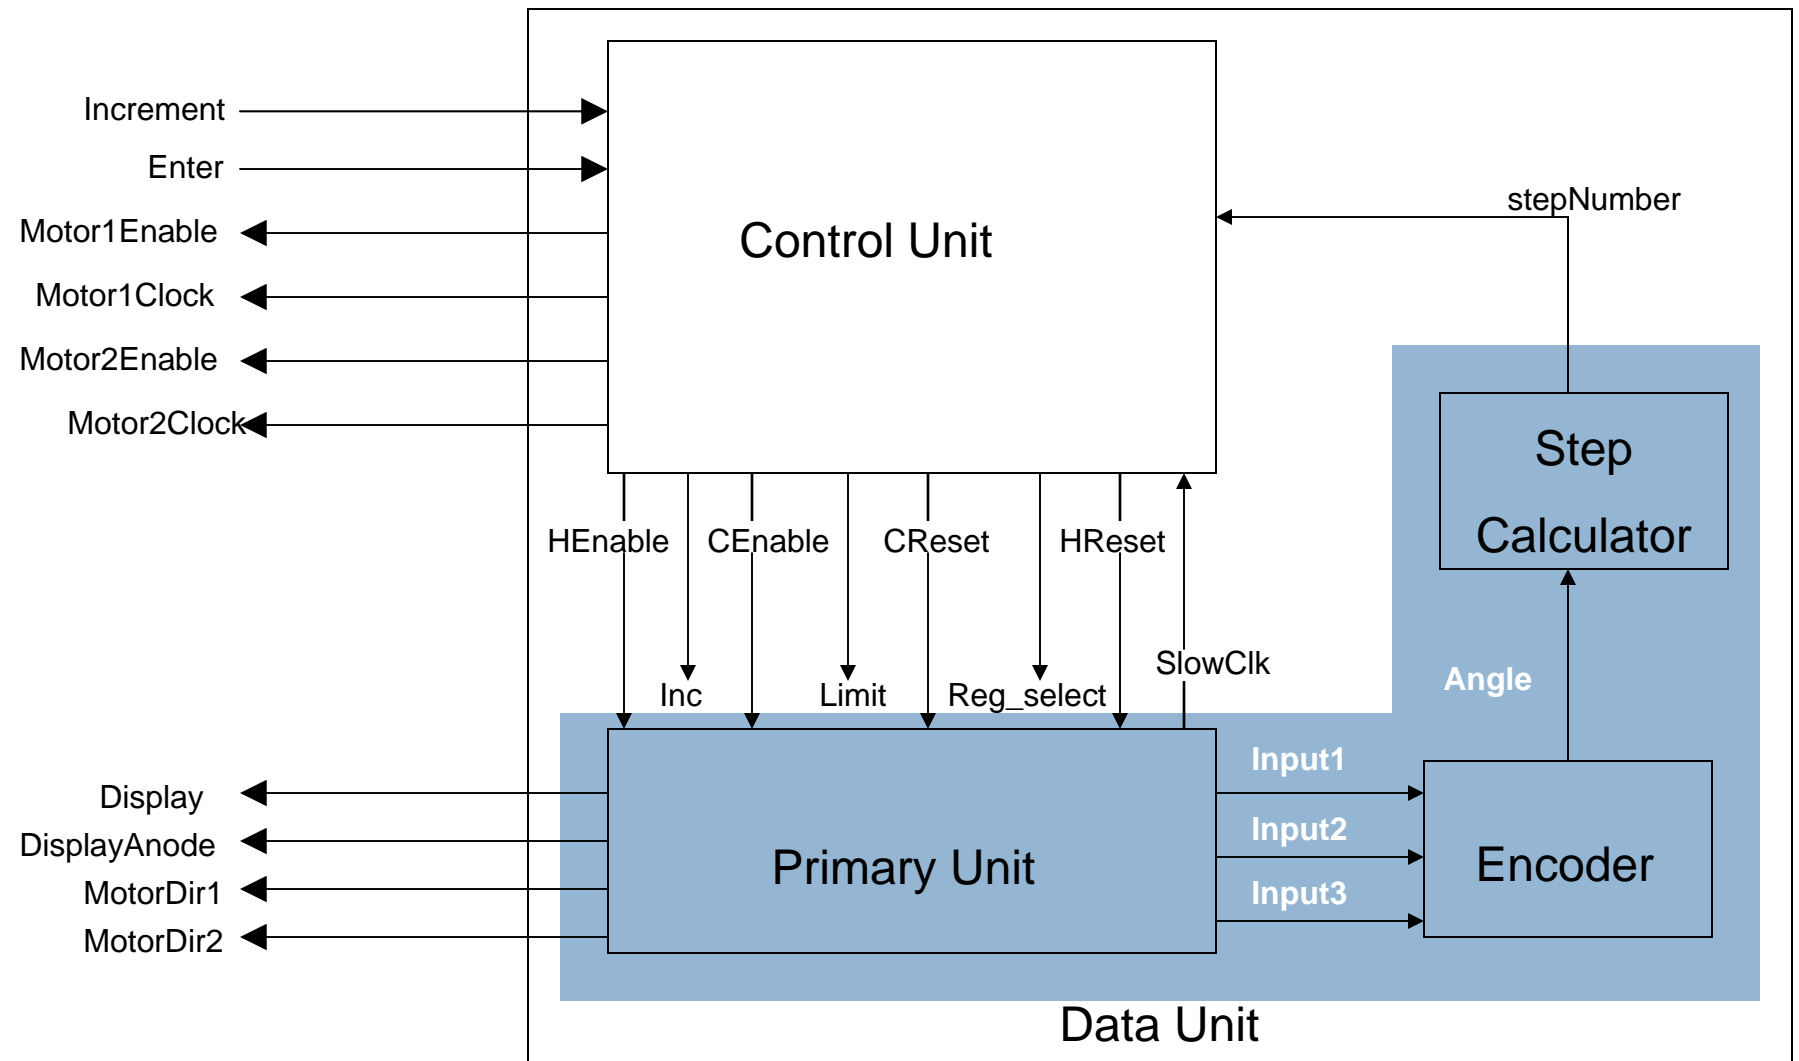 Increment
Enter
Motor1Enable
Motor1Clock
Motor2Enable
Motor2Clock
Control Unit
stepNumber
Step
Calculator
HEnable
CEnable
CReset
HReset
Inc
Limit
Reg_select
SlowClk
Angle
Display
DisplayAnode
MotorDir1
MotorDir2
Primary Unit
Input1
Input2
Input3
Encoder
Data Unit